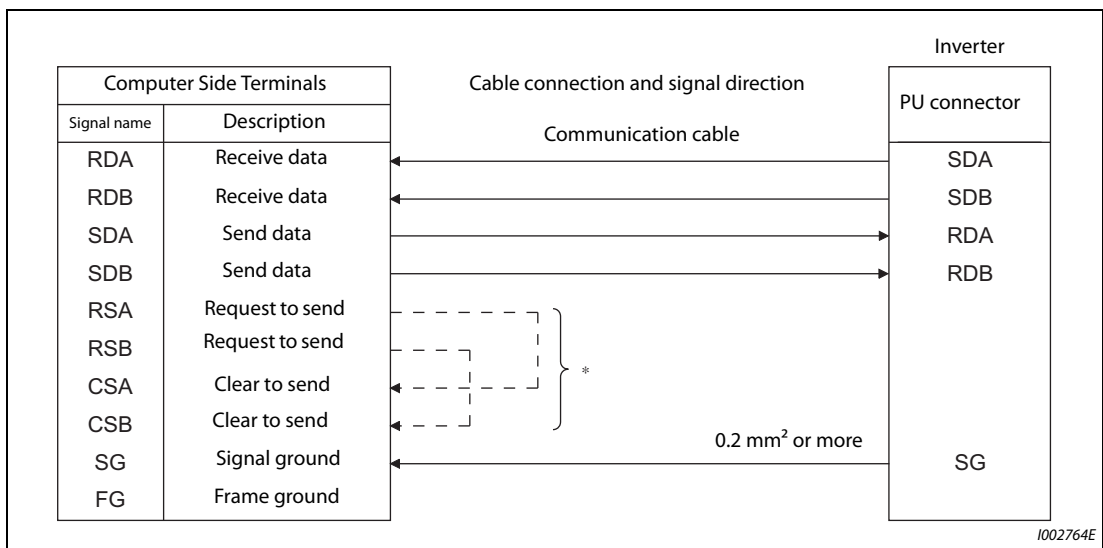 Inverter
Computer Side Terminals
Cable connection and signal direction
PU connector
Signal name Description
Communication cable
RDA Receive data SDA
RDB Receive data SDB
SDA Send data RDA
SDB Send data RDB
RSA Request to send
RSB Request to send
*
CSA Clear to send
CSB Clear to send
0.2 mm² or more
SG Signal ground SG
FG Frame ground
I002764E